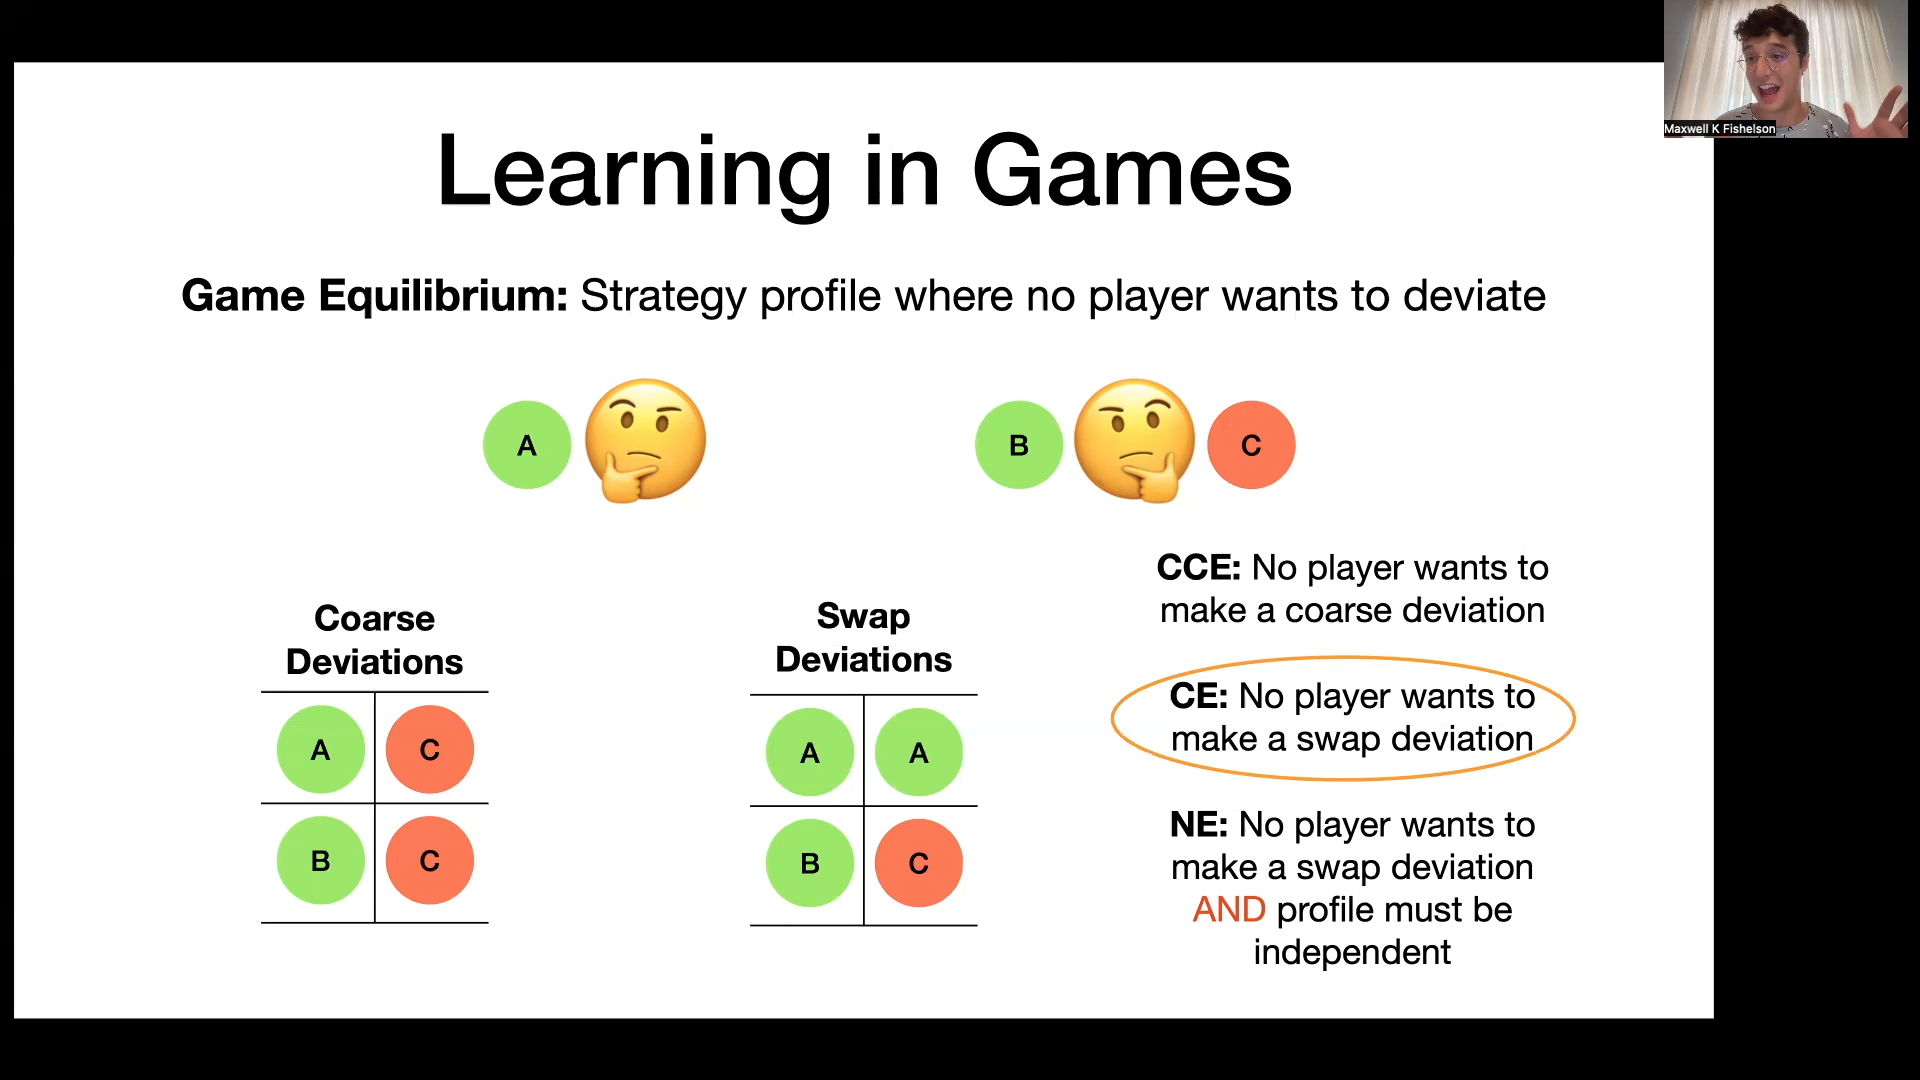 Maxwell K Fishelson
Learning in Games
Game Equilibrium: Strategy profile where no player wants to deviate
A
B
C
Coarse
Deviations
A
C
B
C
Swap
Deviations
A
A
B
C
CCE: No player wants to
make a coarse deviation
CE: No player wants to
make a swap deviation
NE: No player wants to
make a swap deviation
AND profile must be
independent